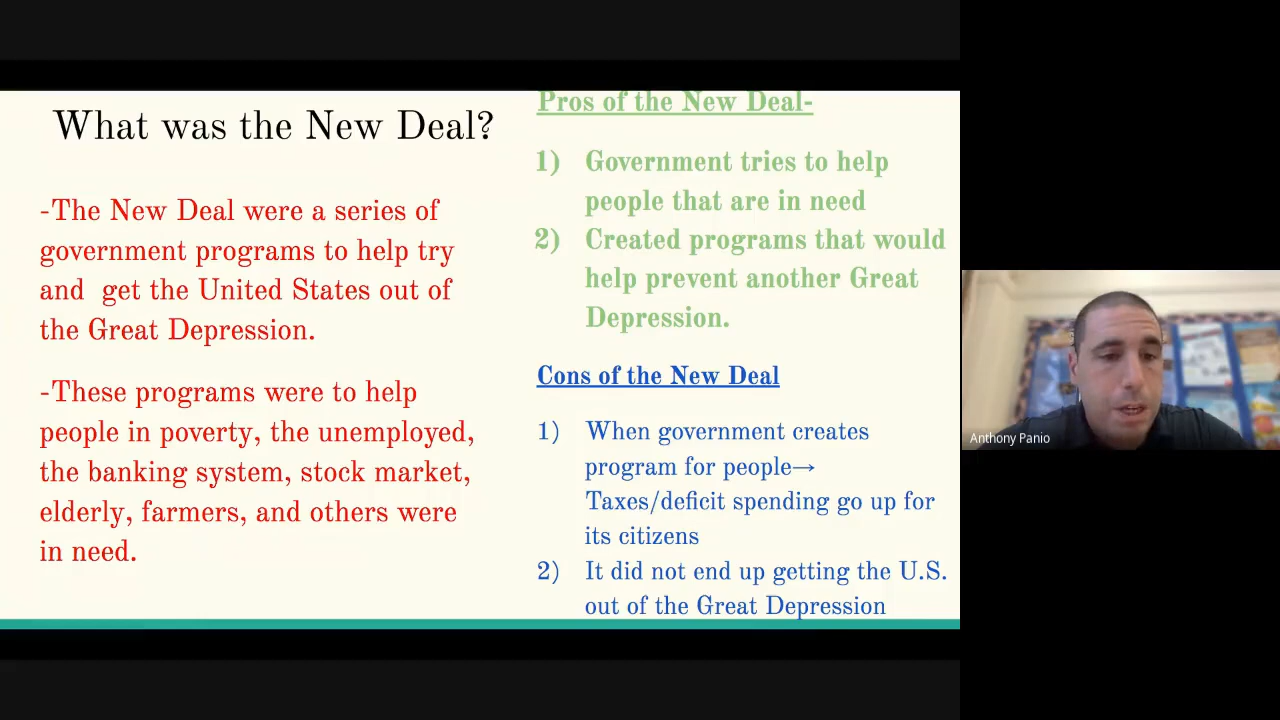 What was the New Deal?
-The New Deal were a series of
government programs to help try
and  get the United States out of
the Great Depression.
-These programs were to help
people in poverty, the unemployed,
the banking system, stock market,
elderly, farmers, and others were
in need.
Pros of the New Deal-
1) Government tries to help
people that are in need
2) Created programs that would
help prevent another Great
Depression.
Cons of the New Deal
1) When government creates
program for people→
Taxes/deficit spending go up for
its citizens
2) It did not end up getting the U.S.
out of the Great Depression
Anthony Panio